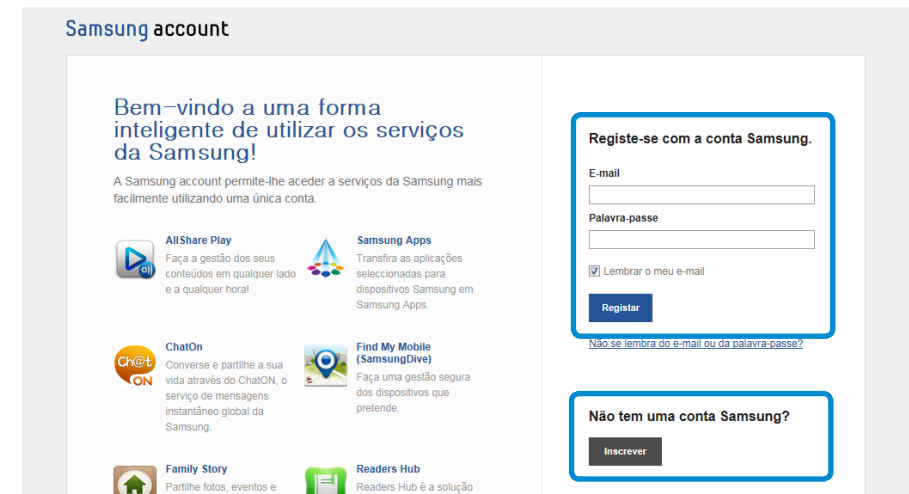 Samsung account
Bem-vindo a uma forma
inteligente de utilizar os serviços
da Samsung!
A Samsung account permite-lhe aceder a serviços da Samsung mais
facilmente utilizando uma única conta.
AllShare Play
Faça a gestão dos seus
conteúdos em qualquer lado
e a qualquer hora!
Samsung Apps
Transfira as aplicações
seleccionadas para
dispositivos Samsung em
Samsung Apps.
Ch@t
ON
ChatOn
Converse e partilhe a sua
vida através do ChatON, o
serviço de mensagens
instantâneo global da
Samsung.
Find My Mobile
(SamsungDive)
Faça uma gestão segura
dos dispositivos que
pretende.
Family Story
Partilhe fotos, eventos e
Readers Hub
Readers Hub é a solução
Registe-se com a conta Samsung.
E-mail
Palavra-passe
Lembrar o meu e-mail
Registar
Não se lembra do e-mail ou da palavra-passe?
Não tem uma conta Samsung?
Inscrever